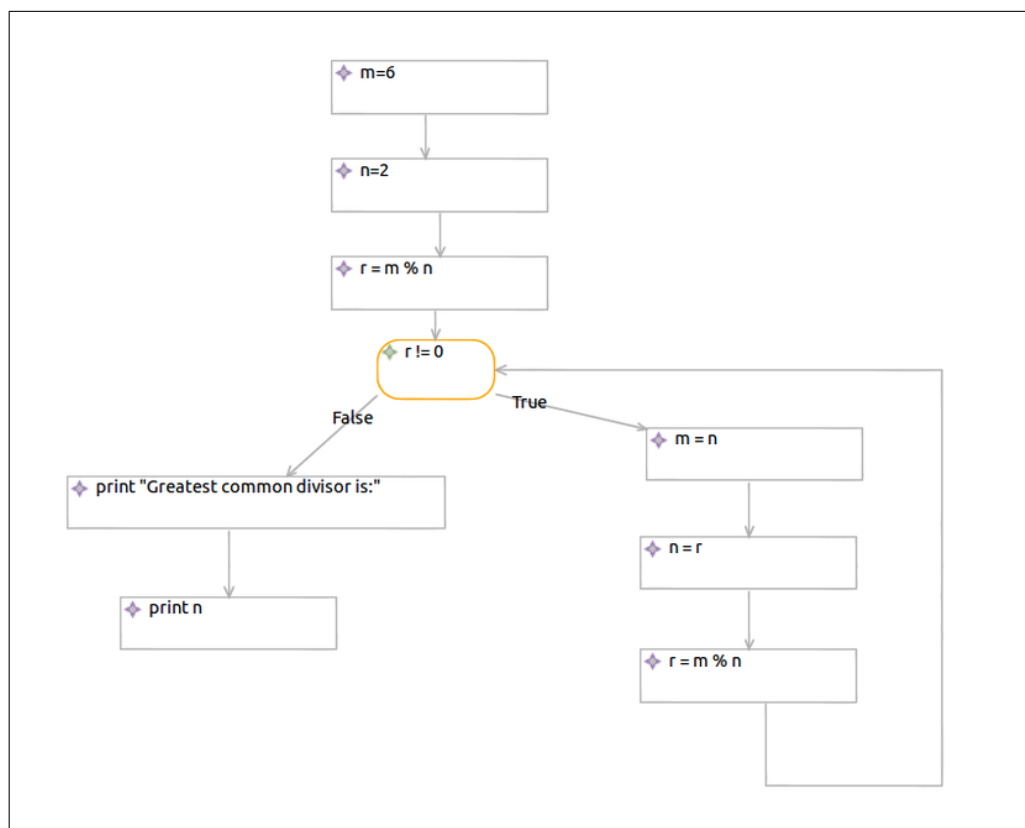 m=6
n=2
r = m % n
r != 0
False
True
m = n
print "Greatest common divisor is:"
n = r
print n
r = m % n